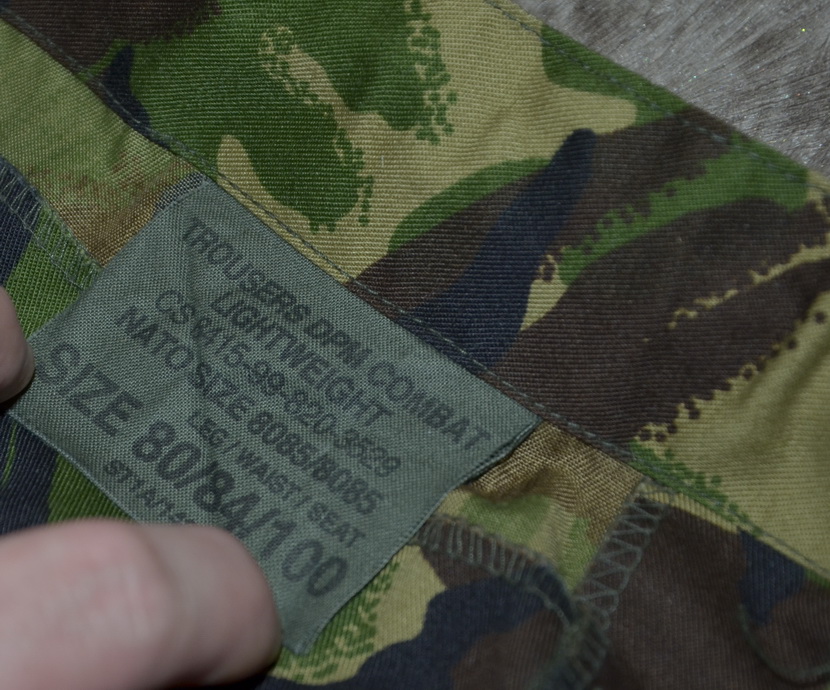 TROUSERS DPM COMBAT
LIGHTWEIGHT
CS 8415-99-820-3529
NATO SIZE 8085/8085
LEG / WAIST / SEAT
SIZE 80/84/100